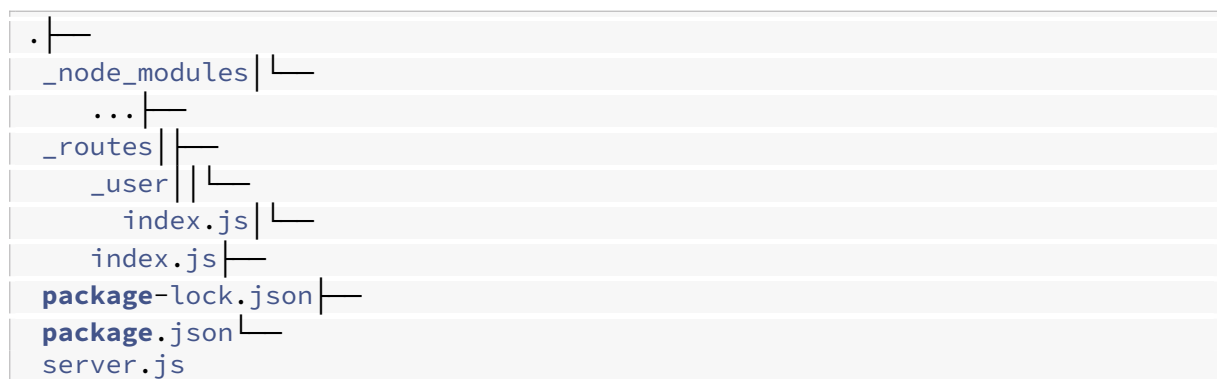 .├──
_node_modules│└──
...├──
_routes│├──
_user││└──
index.js│└──
index.js├──
package-lock.json├──
package.json└──
server.js